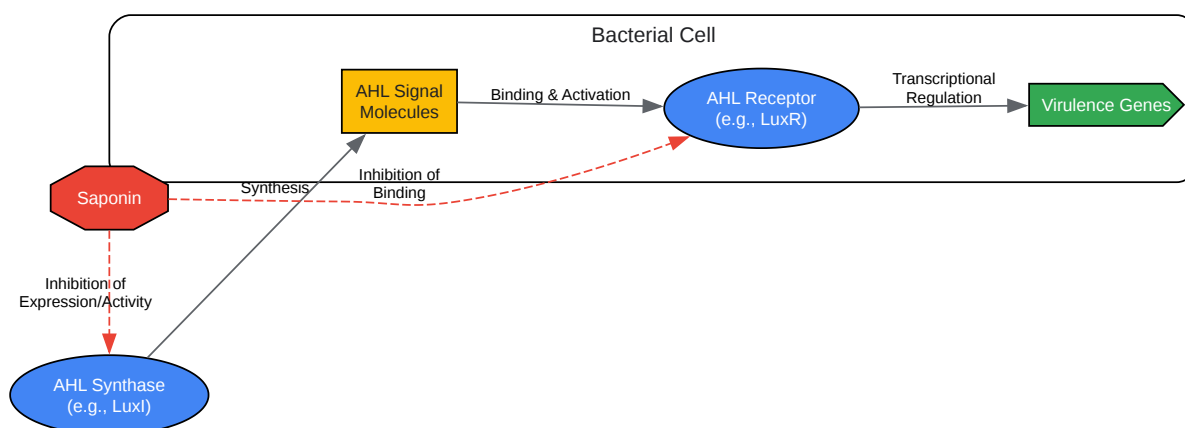 Bacterial Cell
AHL Signal
Molecules
Binding & Activation
AHL Receptor
(e.g., LuxR)
Transcriptional
Regulation
Virulence Genes
Saponin
Synthesis
Inhibition of
Binding
Inhibition of
Expression/Activity
AHL Synthase
(e.g., LuxI)